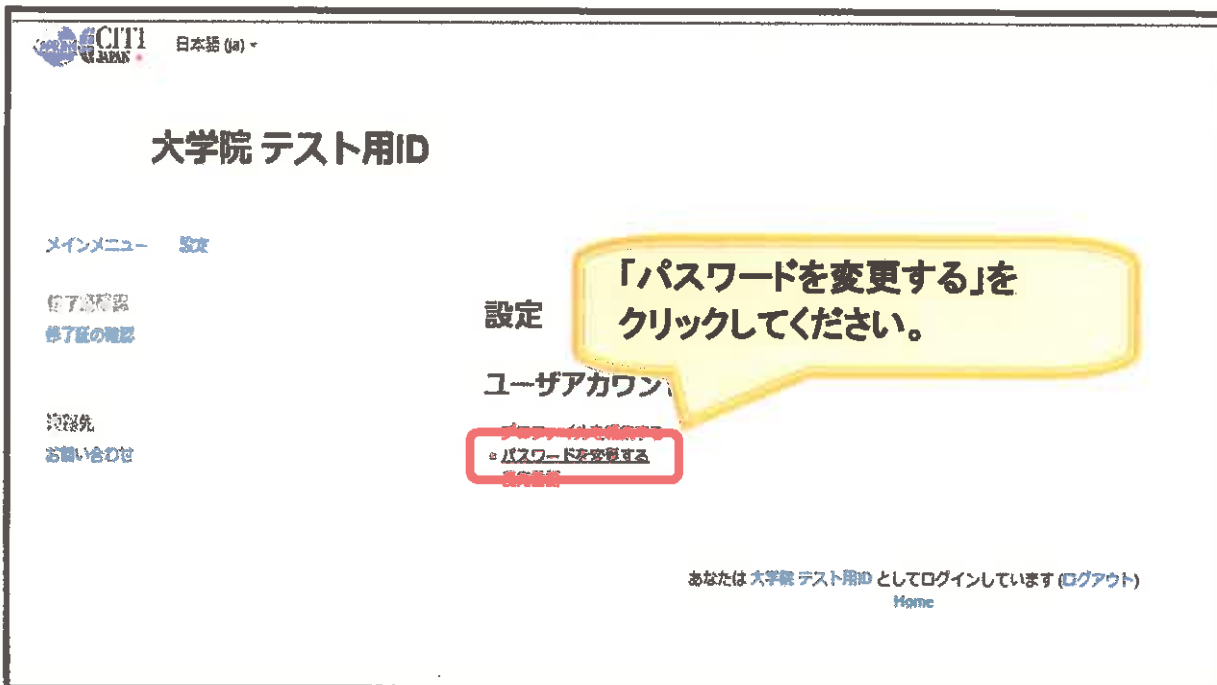 CITI
JAPAN
日本語 (ja)
大学院 テスト用ID
メインメニュー 設定
修了証の確認
連絡先
お問い合わせ
「パスワードを変更する」を
クリックしてください。
設定
ユーザアカウント
パスワードを変更する
あなたは 大学院 テスト用ID としてログインしています (ログアウト)
Home